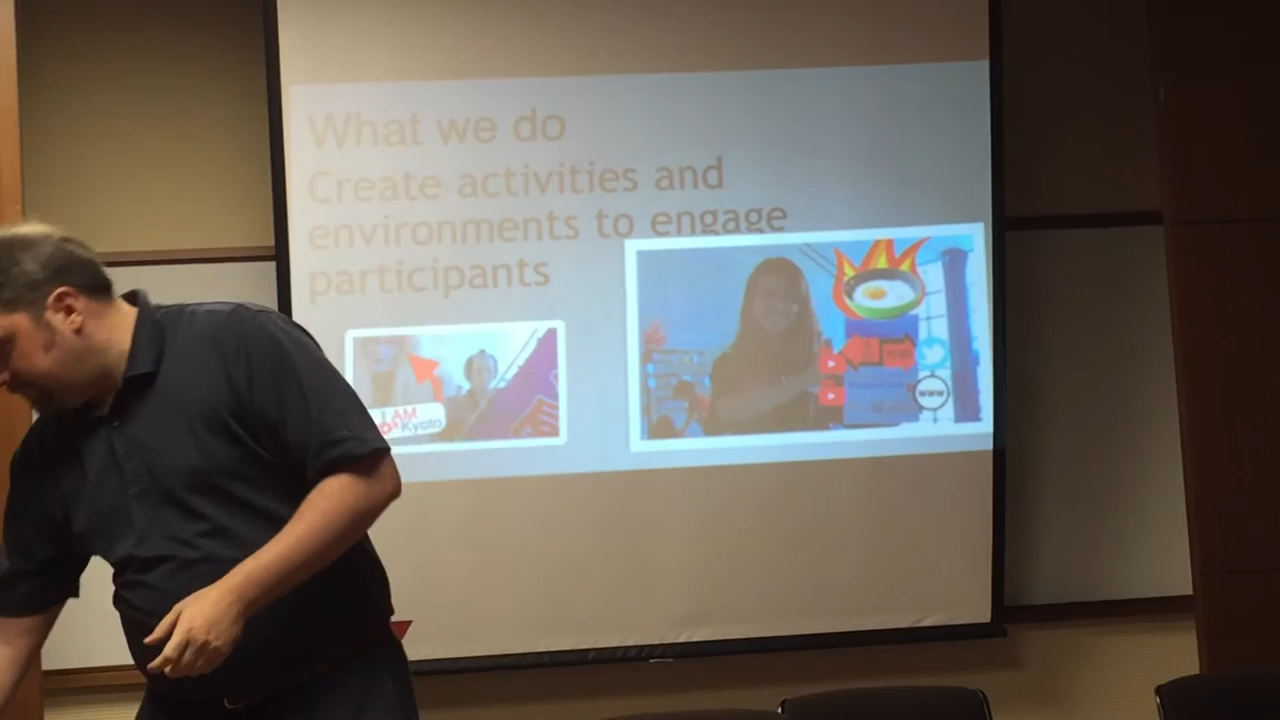 What we do
Create activities and
environments to engage
participants
I AM
Kyoto
www